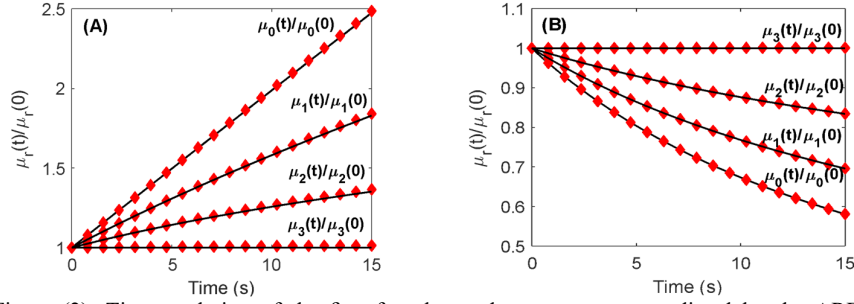 (A)
μ0(t)/μ0(0)
μ1(t)/μ1(0)
μ2(t)/μ2(0)
μ3(t)/μ3(0)
μr(t)/μr(0)
2.5
2
1.5
1
0 5 10 15
Time (s)
(B)
μ3(t)/μ3(0)
μ2(t)/μ2(0)
μ1(t)/μ1(0)
μ0(t)/μ0(0)
μr(t)/μr(0)
1.1
1
0.9
0.8
0.7
0.6
0.5
0 5 10 15
Time (s)